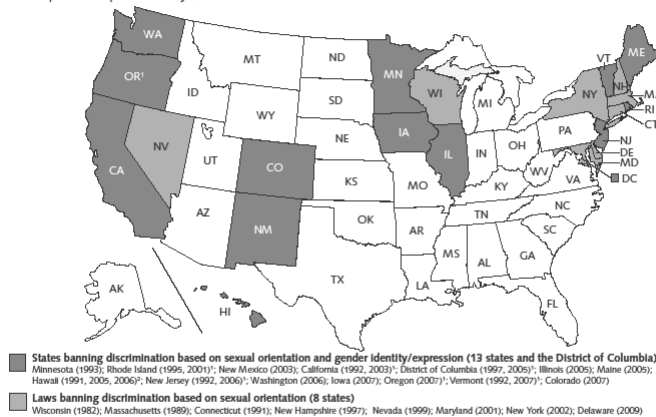 WA
OR¹
CA
NV
ID
MT
WY
UT
AZ
CO
NM
ND
SD
NE
KS
OK
TX
MN
IA
MO
AR
LA
WI
IL
MI
IN
OH
KY
TN
MS
AL
GA
FL
SC
NC
VA
WV
PA
NY
VT
NH
ME
RI
CT
NJ
DE
MD
DC
AK
HI
States banning discrimination based on sexual orientation and gender identity/expression (13 states and the District of Columbia)
Minnesota (1993); Rhode Island (1995, 2001)¹; New Mexico (2003); California (1992, 2003)¹; District of Columbia (1997, 2005)¹; Illinois (2005); Maine (2005);
Hawaii (1991, 2005, 2006)²; New Jersey (1992, 2006)¹; Washington (2006); Iowa (2007); Oregon (2007)¹; Vermont (1992, 2007)¹; Colorado (2007)
Laws banning discrimination based on sexual orientation (8 states)
Wisconsin (1982); Massachusetts (1989); Connecticut (1991); New Hampshire (1997); Nevada (1999); Maryland (2001); New York (2002); Delaware (2009)